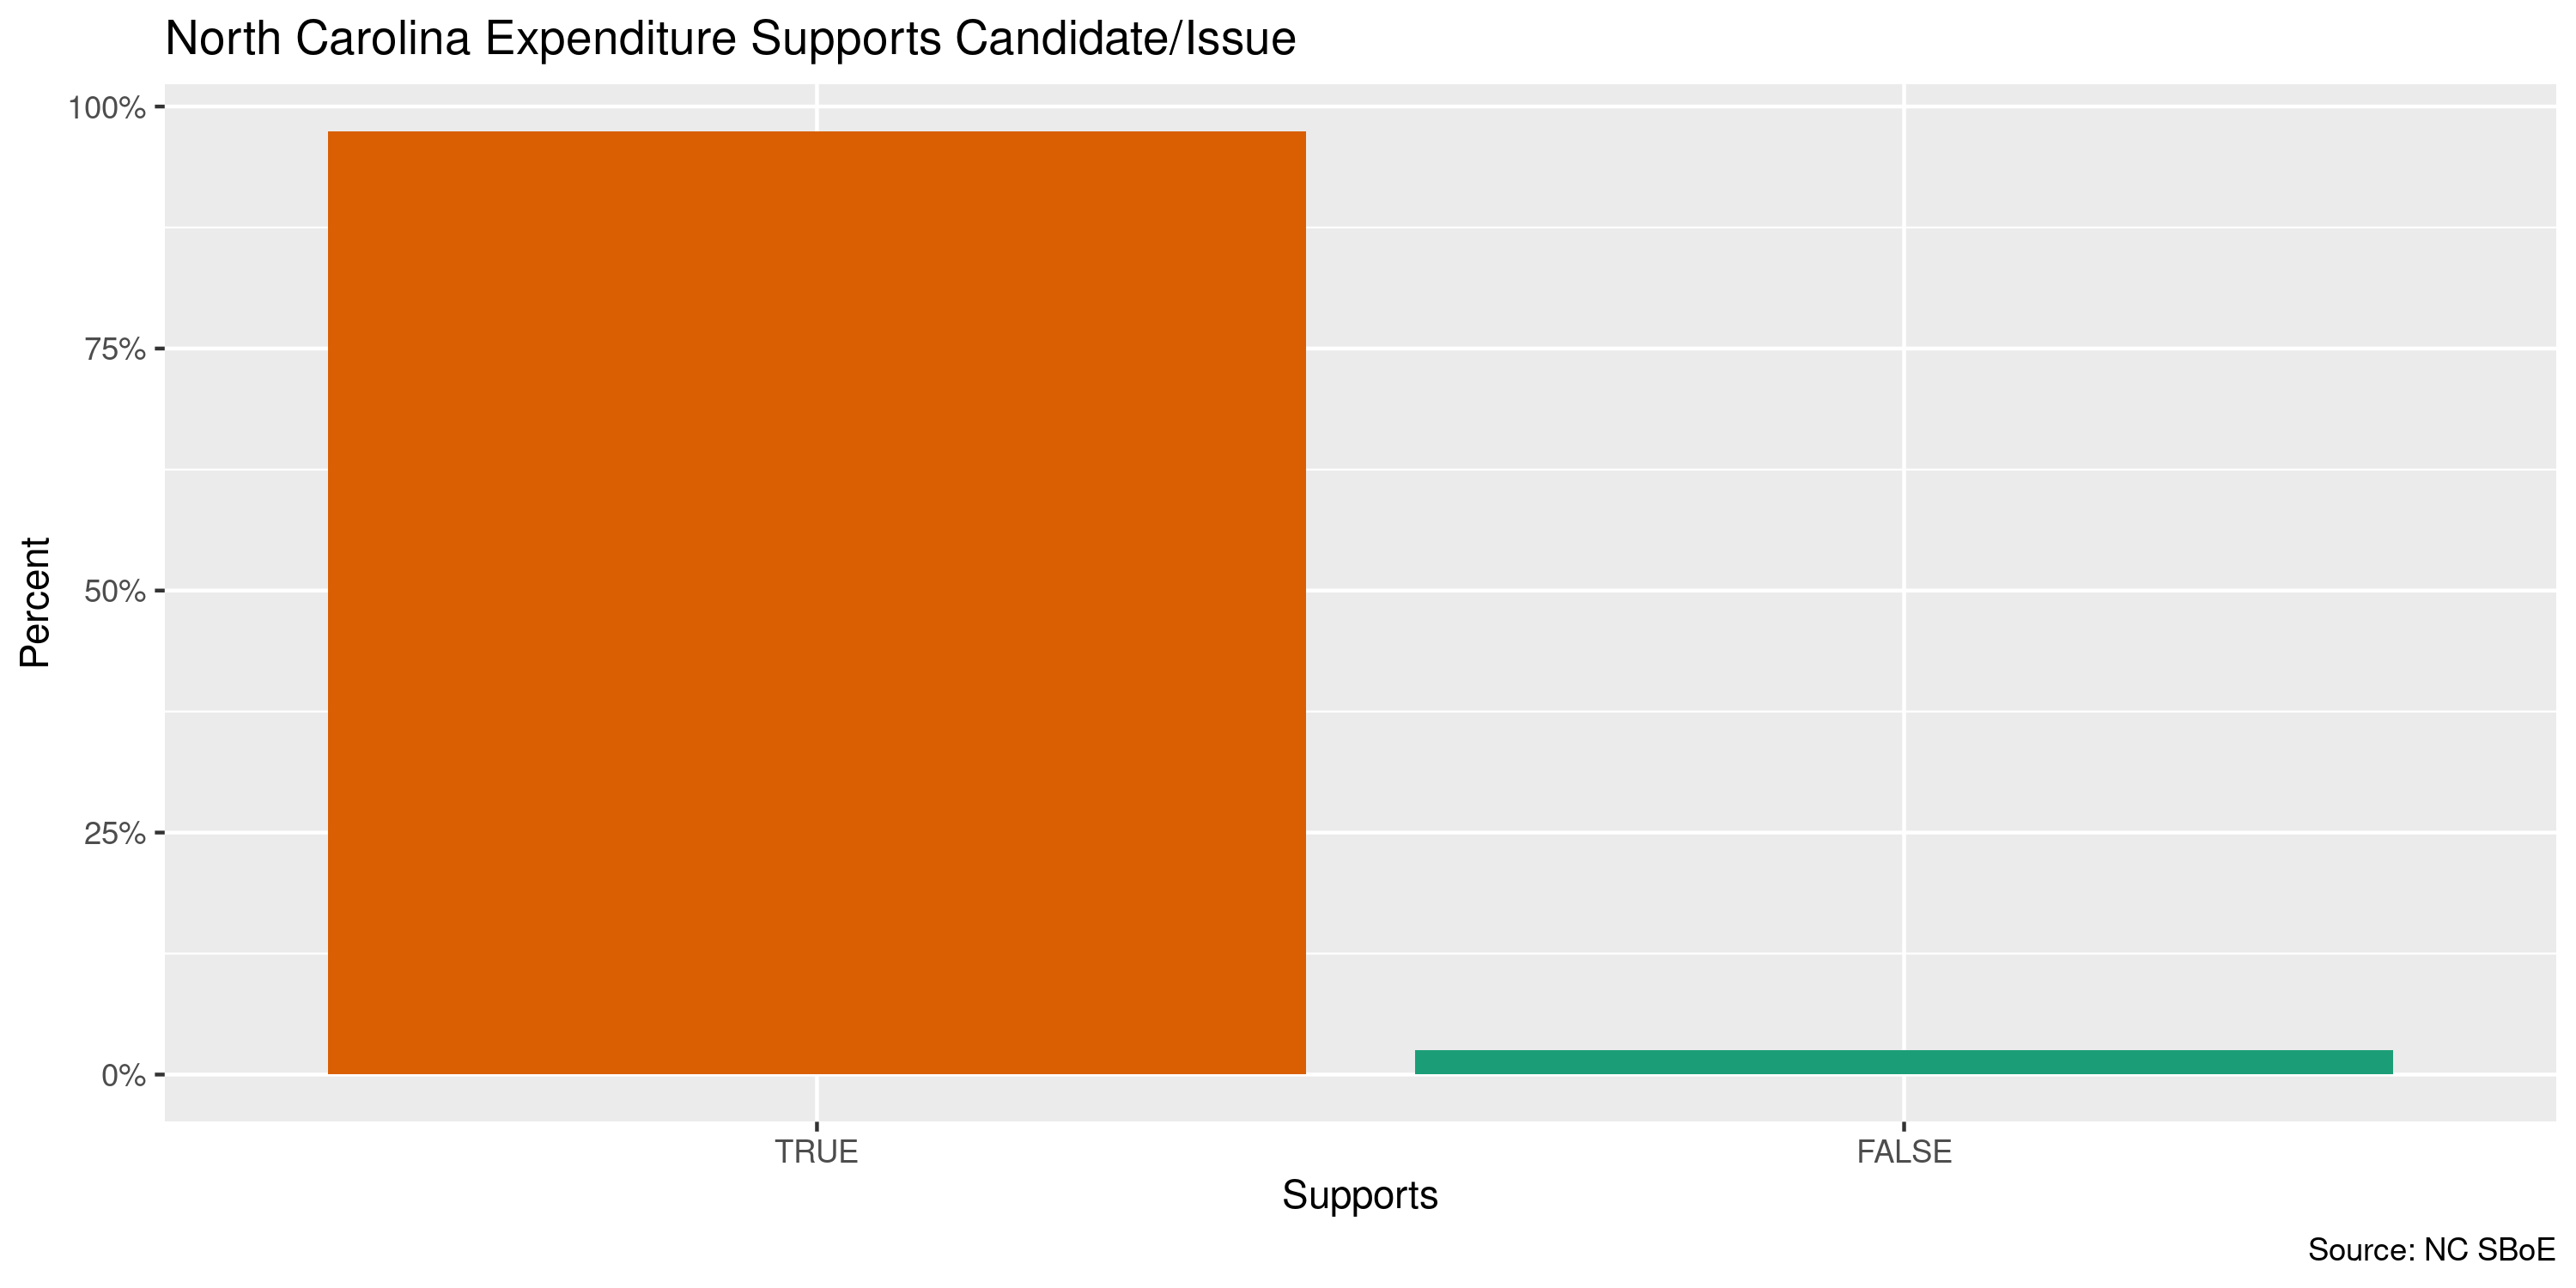 North Carolina Expenditure Supports Candidate/Issue
100%
75%
50%
25%
0%
Percent
TRUE
FALSE
Supports
Source: NC SBoE